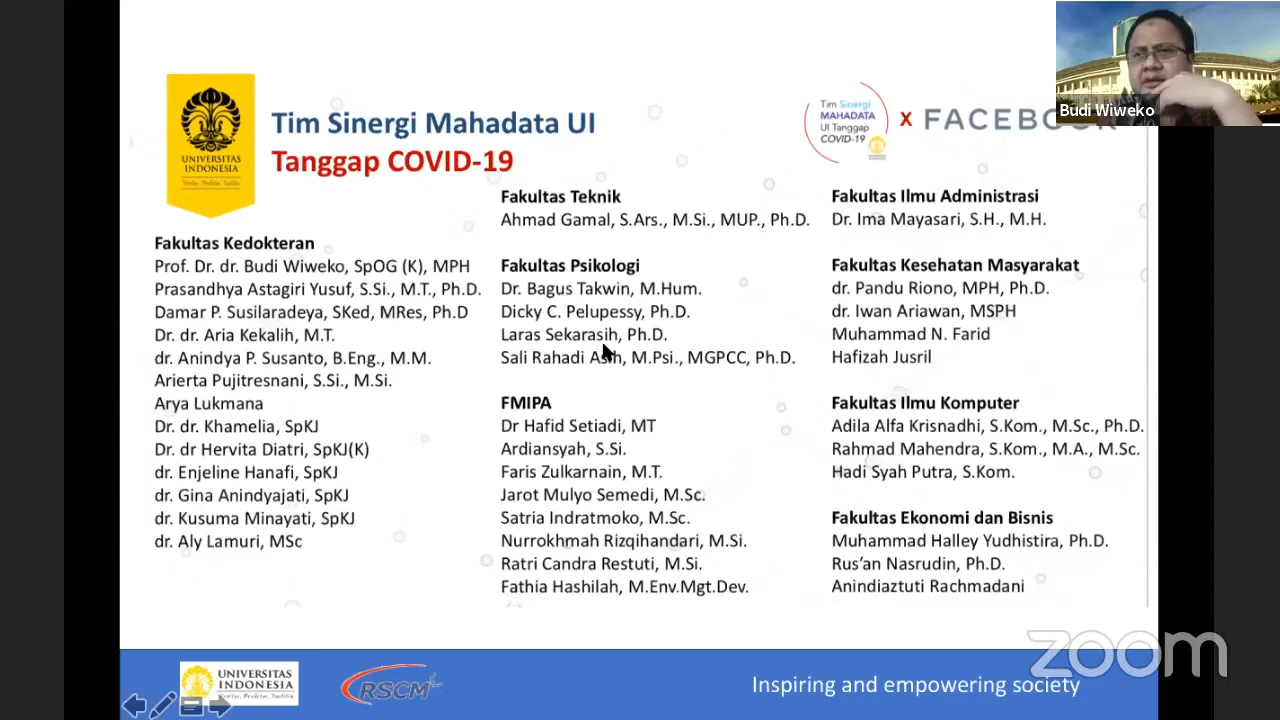 UNIVERSITAS
INDONESIA
Veritas, Probitas, Iustitia
Tim Sinergi Mahadata UI
Tanggap COVID-19
Tim Sinergi
MAHADATA
UI Tanggap
COVID-19
X FACEBOOK
Budi Wiweko
Fakultas Kedokteran
Prof. Dr. dr. Budi Wiweko, SpOG (K), MPH
Prasandhya Astagiri Yusuf, S.Si., M.T., Ph.D.
Damar P. Susilaradeya, SKed, MRes, Ph.D
Dr. dr. Aria Kekalih, M.T.
dr. Anindya P. Susanto, B.Eng., M.M.
Arierta Pujitresnani, S.Si., M.Si.
Arya Lukmana
Dr. dr. Khamelia, SpKJ
Dr. dr Hervita Diatri, SpKJ(K)
dr. Enjeline Hanafi, SpKJ
dr. Gina Anindyajati, SpKJ
dr. Kusuma Minayati, SpKJ
dr. Aly Lamuri, MSc
Fakultas Teknik
Ahmad Gamal, S.Ars., M.Si., MUP., Ph.D.
Fakultas Psikologi
Dr. Bagus Takwin, M.Hum.
Dicky C. Pelupessy, Ph.D.
Laras Sekarasih, Ph.D.
Sali Rahadi Asih, M.Psi., MGPCC, Ph.D.
FMIPA
Dr Hafid Setiadi, MT
Ardiansyah, S.Si.
Faris Zulkarnain, M.T.
Jarot Mulyo Semedi, M.Sc.
Satria Indratmoko, M.Sc.
Nurrokhmah Rizqihandari, M.Si.
Ratri Candra Restuti, M.Si.
Fathia Hashilah, M.Env.Mgt.Dev.
Fakultas Ilmu Administrasi
Dr. Ima Mayasari, S.H., M.H.
Fakultas Kesehatan Masyarakat
dr. Pandu Riono, MPH, Ph.D.
dr. Iwan Ariawan, MSPH
Muhammad N. Farid
Hafizah Jusril
Fakultas Ilmu Komputer
Adila Alfa Krisnadhi, S.Kom., M.Sc., Ph.D.
Rahmad Mahendra, S.Kom., M.A., M.Sc.
Hadi Syah Putra, S.Kom.
Fakultas Ekonomi dan Bisnis
Muhammad Halley Yudhistira, Ph.D.
Rus'an Nasrudin, Ph.D.
Anindiaztuti Rachmadani
zoom
UNIVERSITAS
INDONESIA
Veritas, Probitas, Iustitia
RSCM
Inspiring and empowering society